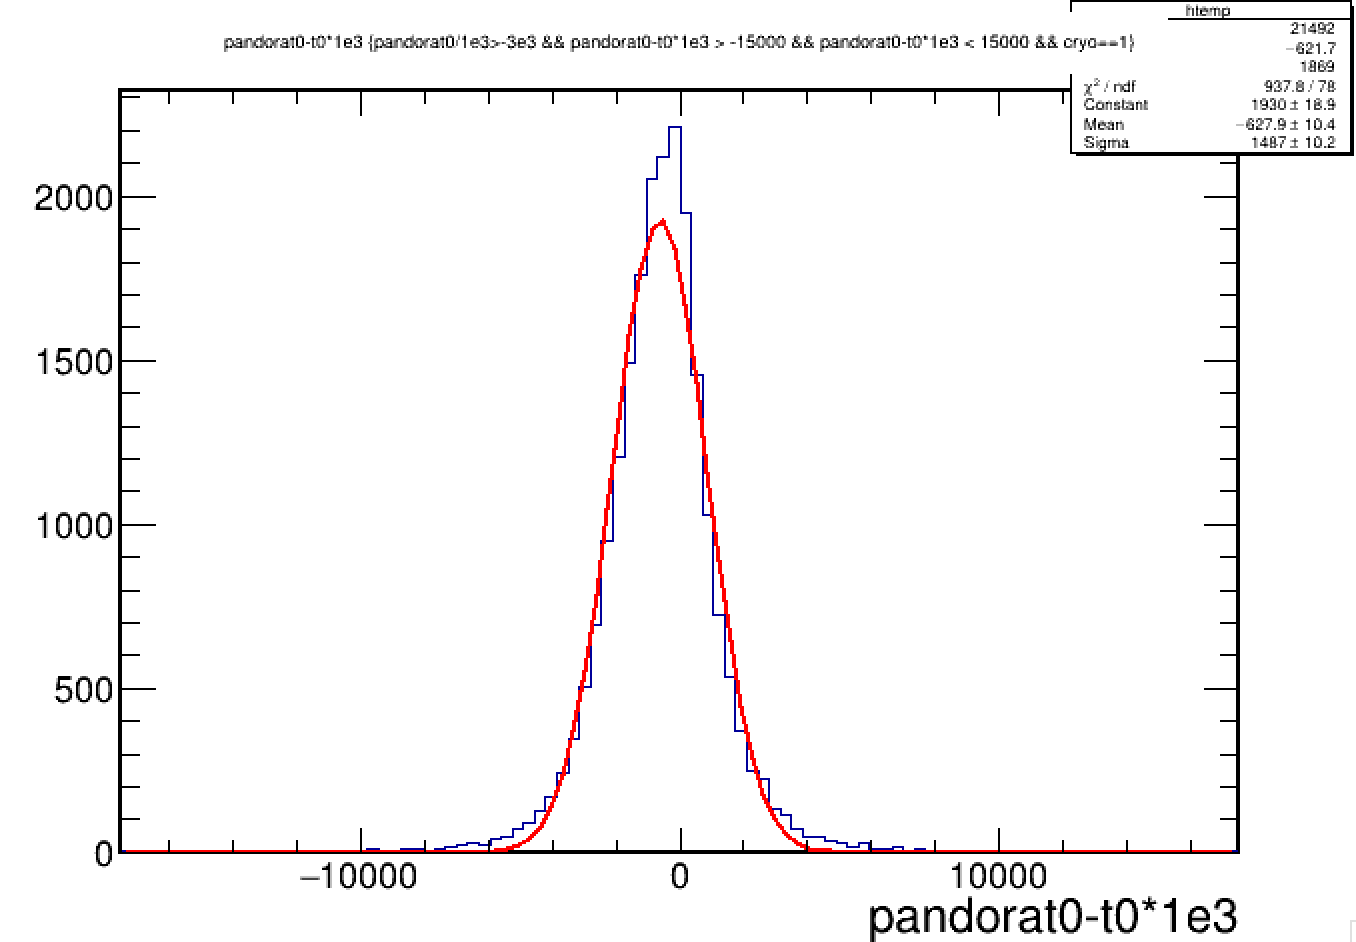 htemp
21492
−621.7
1869
χ² / ndf 937.8 / 78
Constant 1930 ± 18.9
Mean −627.9 ± 10.4
Sigma 1487 ± 10.2
pandorat0-t0*1e3 {pandorat0/1e3>-3e3 && pandorat0-t0*1e3 > -15000 && pandorat0-t0*1e3 < 15000 && cryo==1}
2000
1500
1000
500
0
−10000 0 10000
pandorat0-t0*1e3